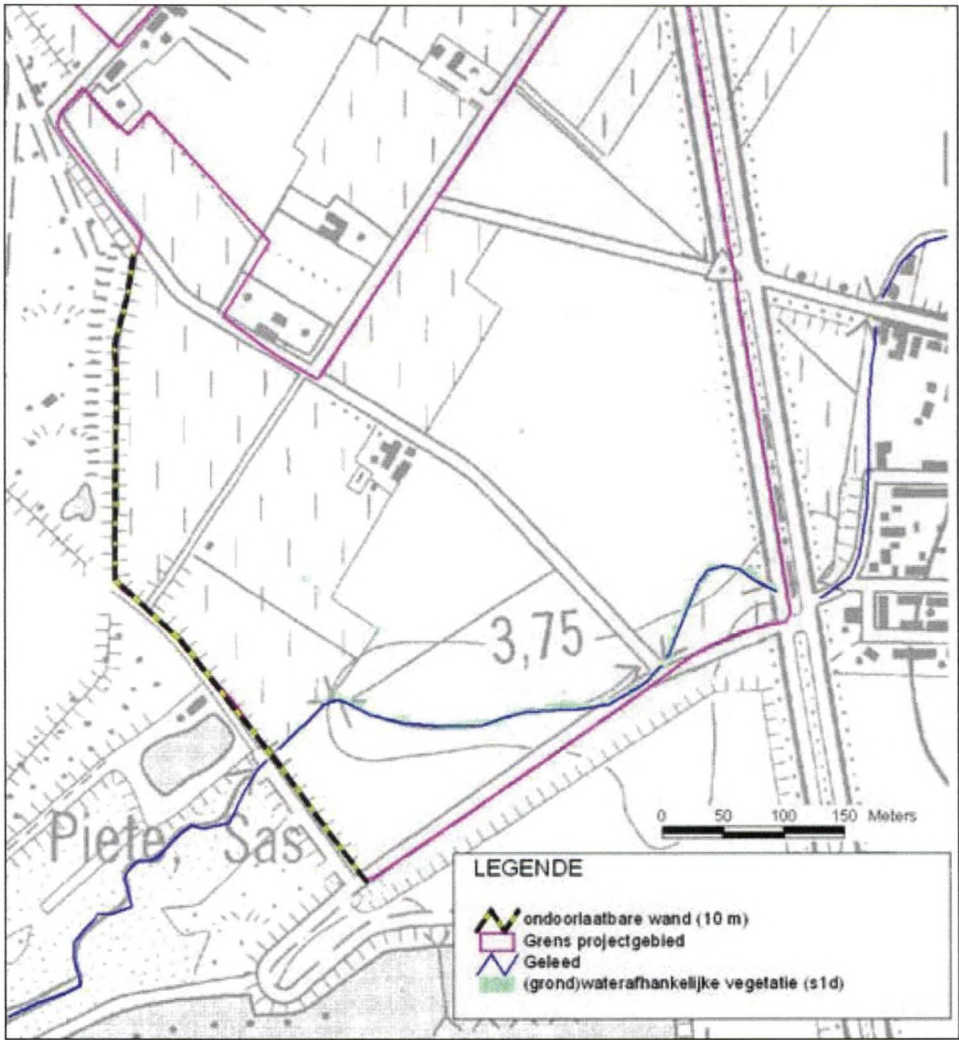 3,75
0 50 100 150 Meters
Piete, Sas
LEGENDE
ondoorlaatbare wand (10 m)
Grens projectgebied
Geleed
(grond)waterafhankelijke vegetatie (s1d)